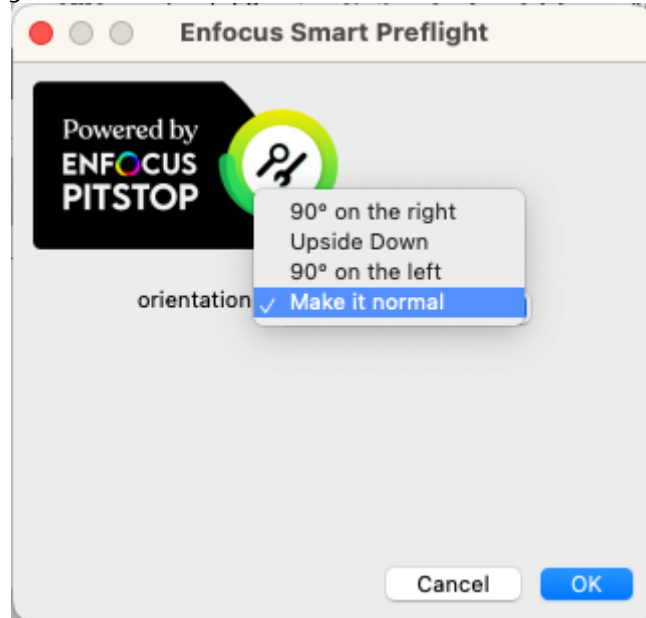 Enfocus Smart Preflight
Powered by
ENFOCUS
PITSTOP
90° on the right
Upside Down
90° on the left
orientation
✓ Make it normal
Cancel
OK